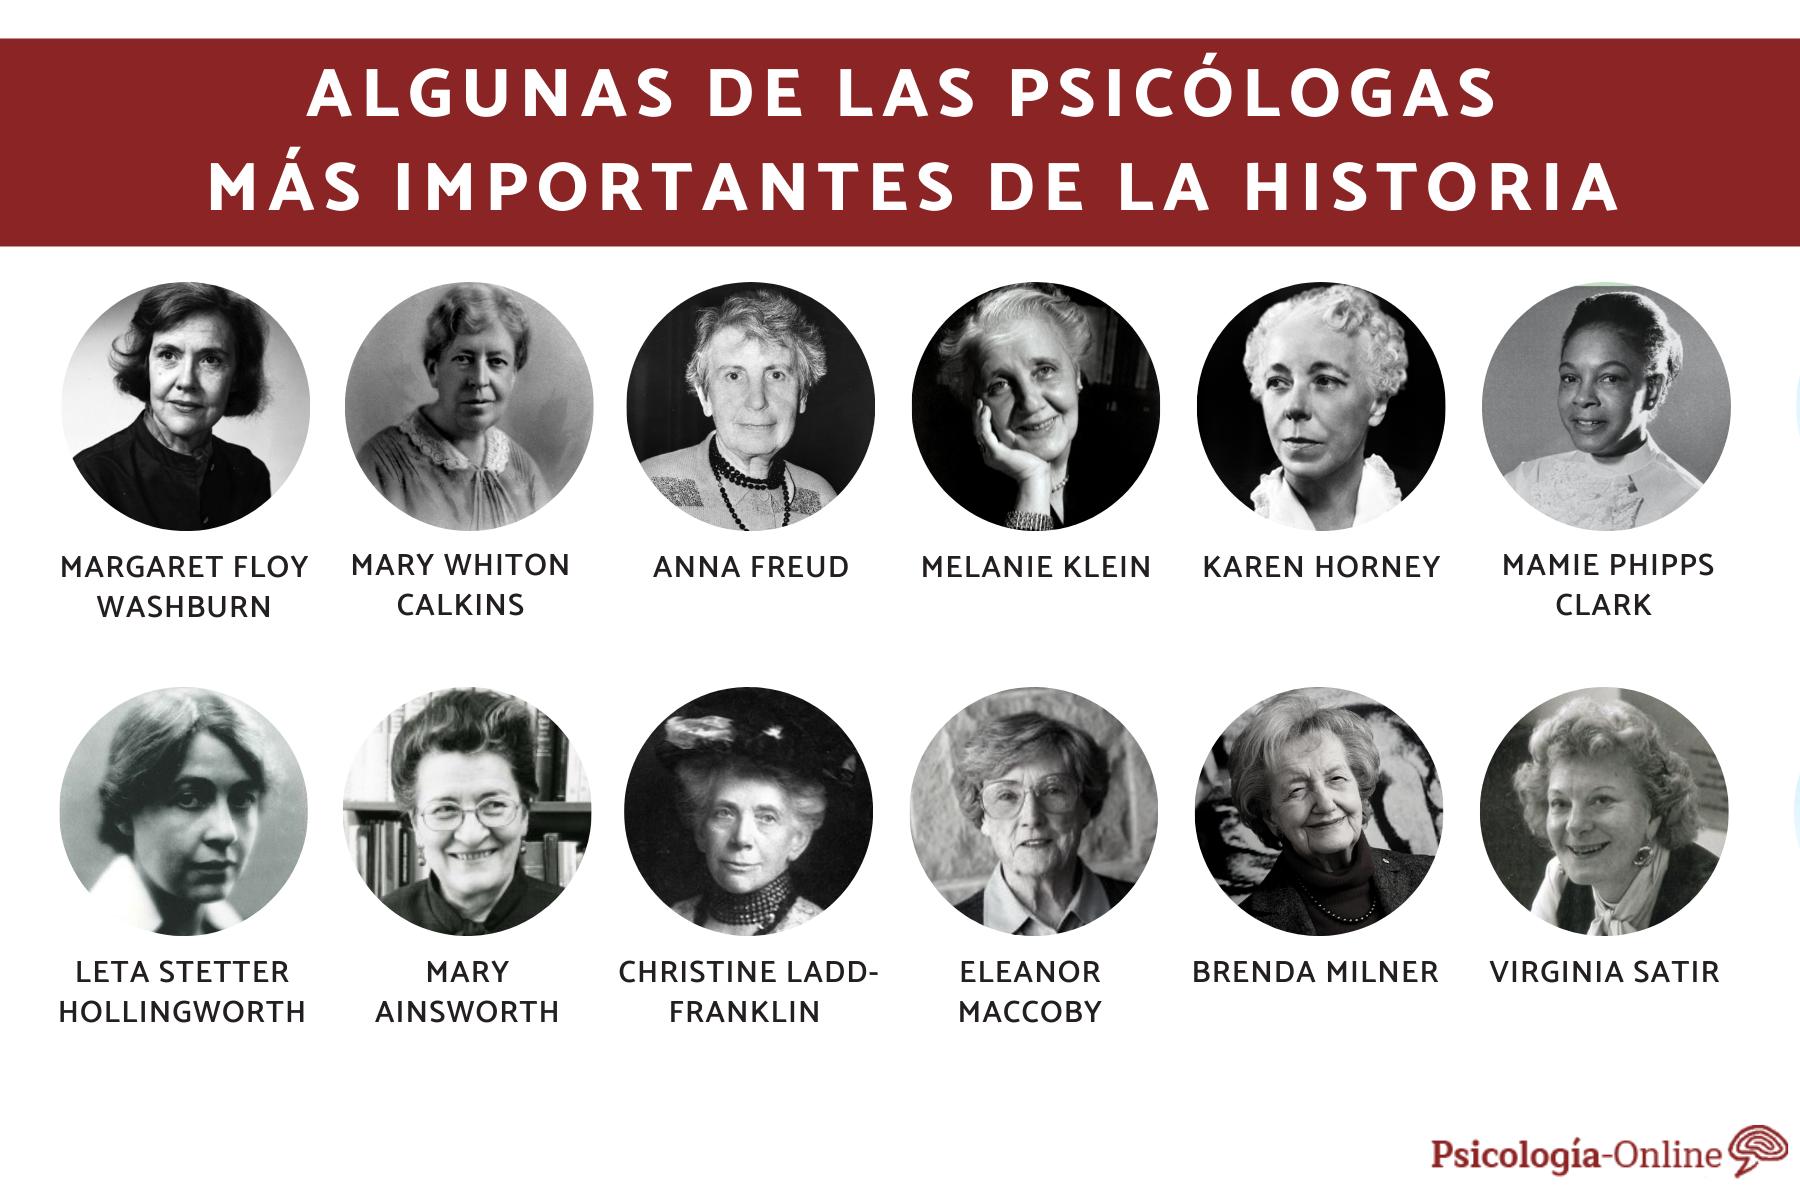 ALGUNAS DE LAS PSICÓLOGAS
MÁS IMPORTANTES DE LA HISTORIA
MARGARET FLOY
WASHBURN
MARY WHITON
CALKINS
ANNA FREUD
MELANIE KLEIN
KAREN HORNEY
MAMIE PHIPPS
CLARK
LETA STETTER
HOLLINGWORTH
MARY
AINSWORTH
CHRISTINE LADD-
FRANKLIN
ELEANOR
MACCOBY
BRENDA MILNER
VIRGINIA SATIR
Psicología-Online